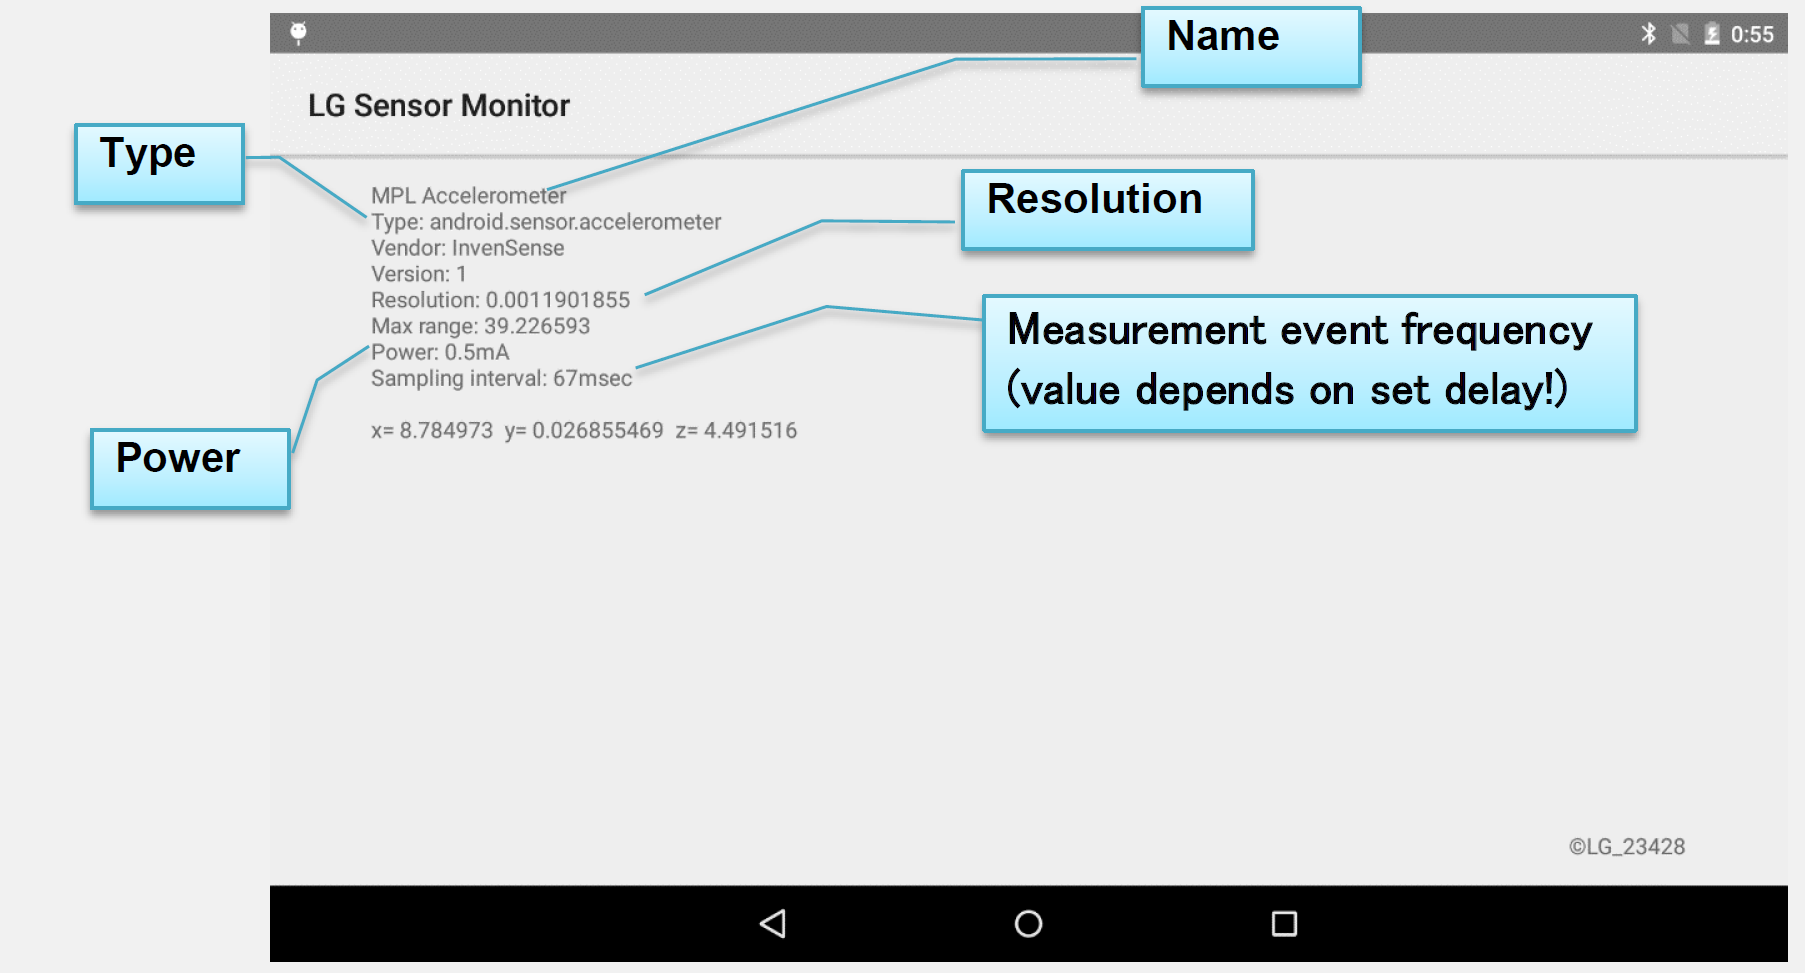 Name
0:55
LG Sensor Monitor
Type
MPL Accelerometer
Type: android.sensor.accelerometer
Vendor: InvenSense
Version: 1
Resolution: 0.0011901855
Max range: 39.226593
Power: 0.5mA
Sampling interval: 67msec
x= 8.784973 y= 0.026855469 z= 4.491516
Resolution
Measurement event frequency
(value depends on set delay!)
Power
©LG_23428